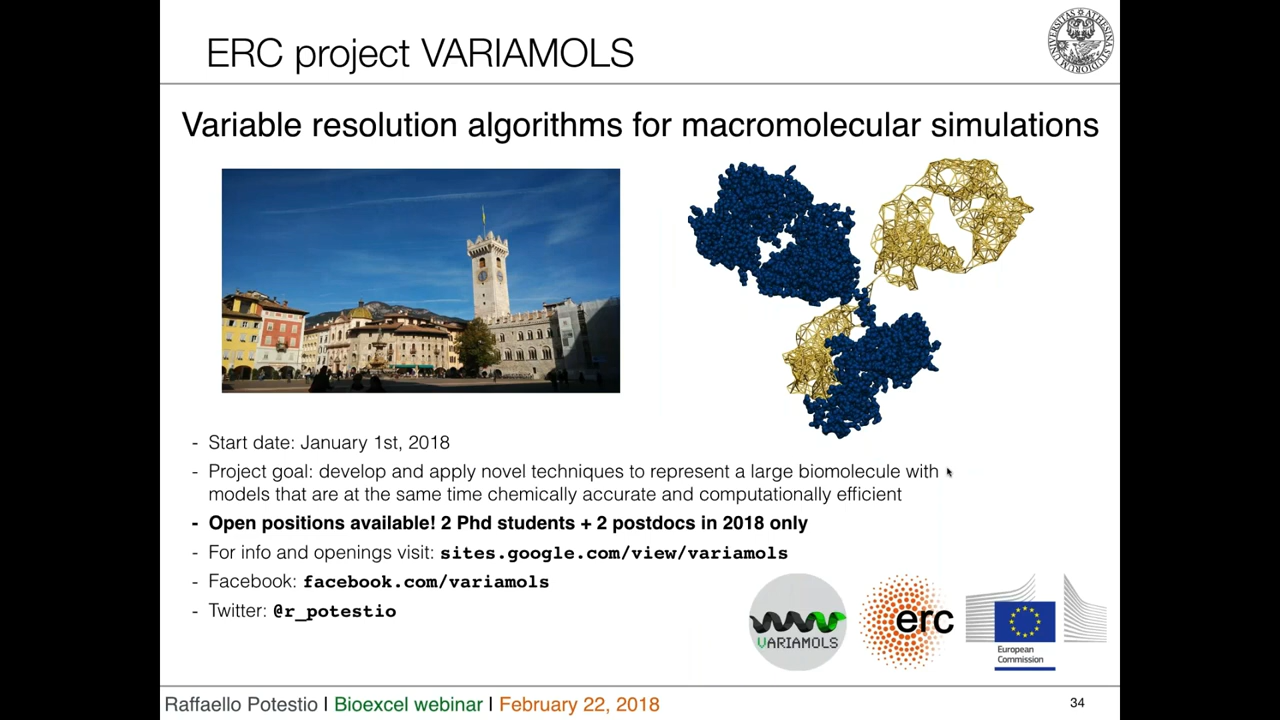 ERC project VARIAMOLS
Variable resolution algorithms for macromolecular simulations
- Start date: January 1st, 2018
- Project goal: develop and apply novel techniques to represent a large biomolecule with
models that are at the same time chemically accurate and computationally efficient
- Open positions available! 2 Phd students + 2 postdocs in 2018 only
- For info and openings visit: sites.google.com/view/variamols
- Facebook: facebook.com/variamols
- Twitter: @r_potestio
VARIAMOLS
erc
European
Commission
Raffaello Potestio I Bioexcel webinar I February 22, 2018
34